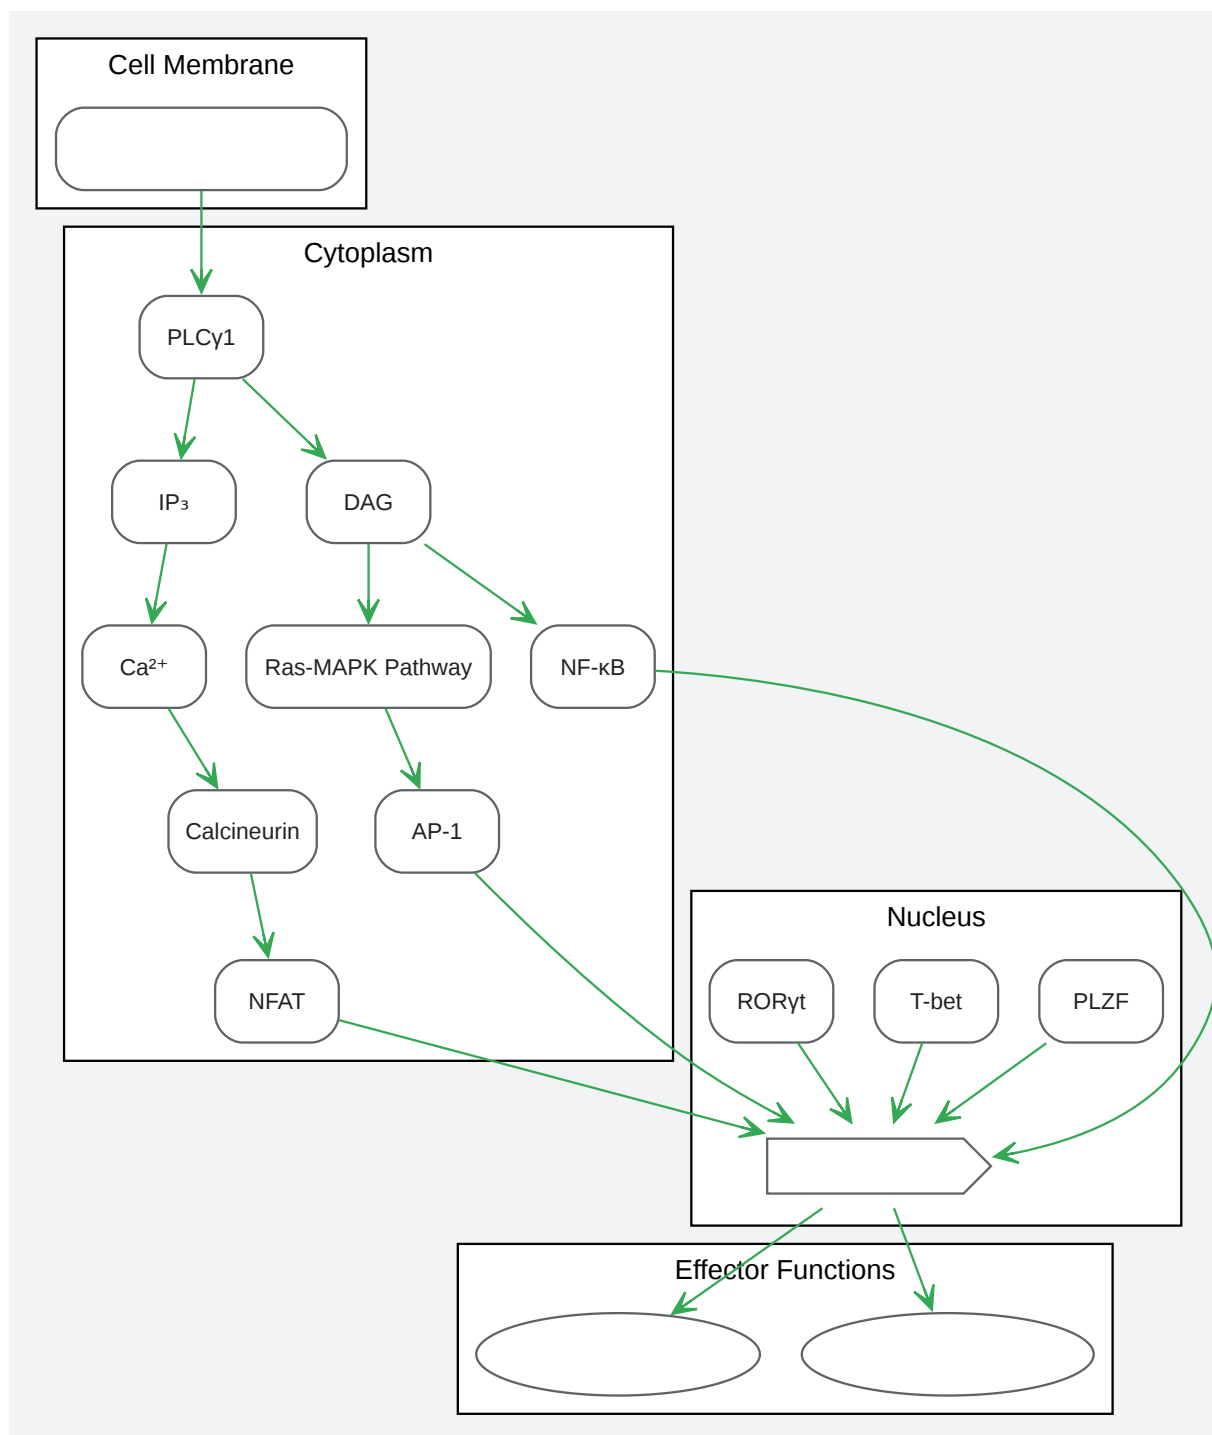 Cell Membrane
Cytoplasm
PLCγ1
IP₃
DAG
Ca²⁺
Ras-MAPK Pathway
NF-κB
Calcineurin
AP-1
NFAT
Nucleus
RORγt
T-bet
PLZF
Effector Functions